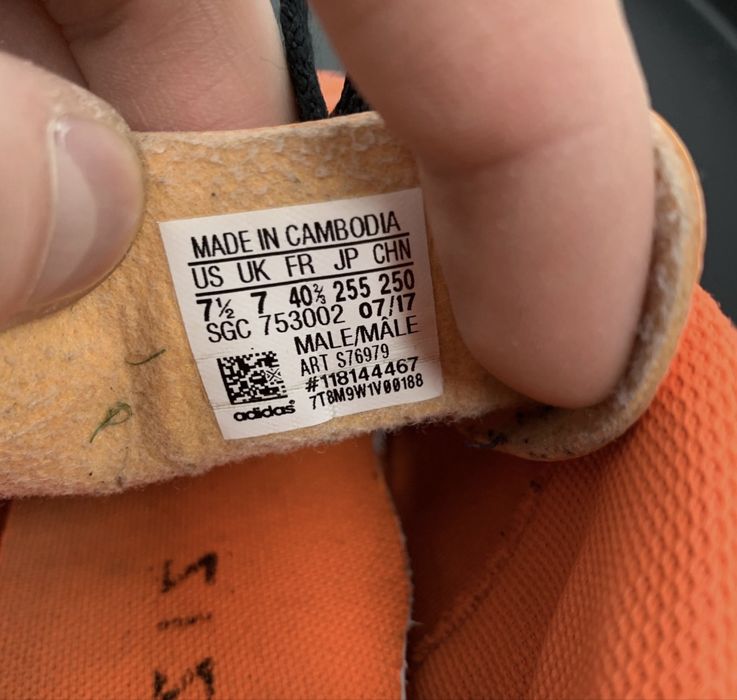 MADE IN CAMBODIA
US UK FR JP CHN
7½ 7 40⅔ 255 250
SGC 753002 07/17
MALE/MÂLE
ART S76979
#118144467
7T8M9W1V00188
adidas®